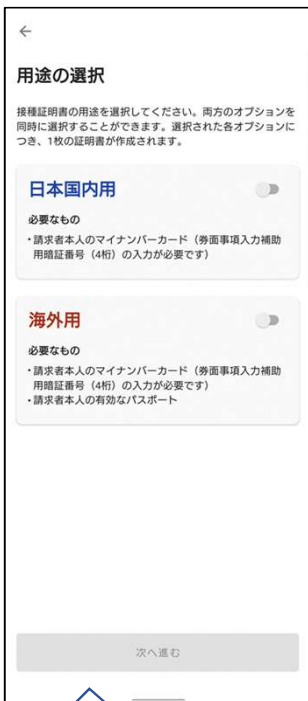 用途の選択
接種証明書の用途を選択してください。両方のオプションを
同時に選択することができます。選択された各オプションに
つき、1枚の証明書が作成されます。
日本国内用
必要なもの
・請求者本人のマイナンバーカード（券面事項入力補助
用暗証番号（4桁）の入力が必要です）
海外用
必要なもの
・請求者本人のマイナンバーカード（券面事項入力補助
用暗証番号（4桁）の入力が必要です）
・請求者本人の有効なパスポート
次へ進む